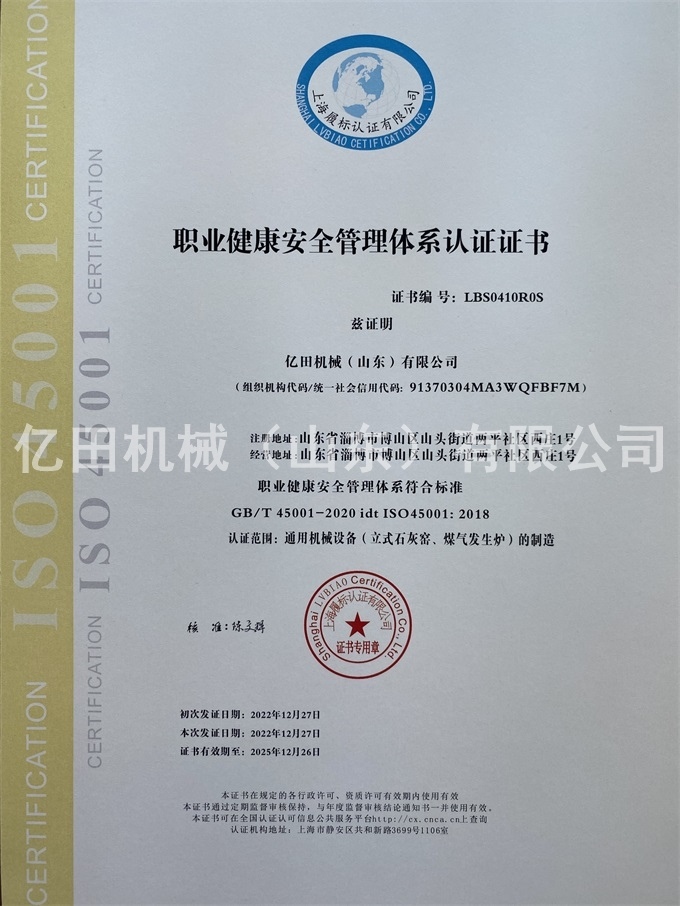 CERTIFICATION
ISO 45001
CERTIFICATION
CERTIFICATION
ISO 45001
CERTIFICATION
上海履标认证有限公司
SHANGHAI LVBIAO CETIFICATION CO., LTD.
职业健康安全管理体系认证证书
证书编 号: LBS0410R0S
兹证明
亿田机械(山东)有限公司
(组织机构代码/统一社会信用代码: 91370304MA3WQFBF7M)
注册地址:山东省淄博市博山区山头街道两平社区西庄1号
经营地址:山东省淄博市博山区山头街道两平社区西庄1号
亿田机械(山东)有限公司
职业健康安全管理体系符合标准
GB/T 45001-2020 idt ISO45001: 2018
认证范围: 通用机械设备(立式石灰窑、煤气发生炉)的制造
核 准:
Shanghai LVBIAO Certification Co., Ltd.
上海履标认证有限公司
证书专用章
初次发证日期: 2022年12月27日
本次发证日期: 2022年12月27日
证书有效期至: 2025年12月26日
本证书在规定的各行政许可、资质许可有效期内使用有效
本证书通过定期监督审核保持，与年度监督审核结论通知书一并使用有效。
本证书可在全国认证认可信息公共服务平台http://cx.cnca.cn上查询
认证机构地址: 上海市静安区共和新路3699号1106室